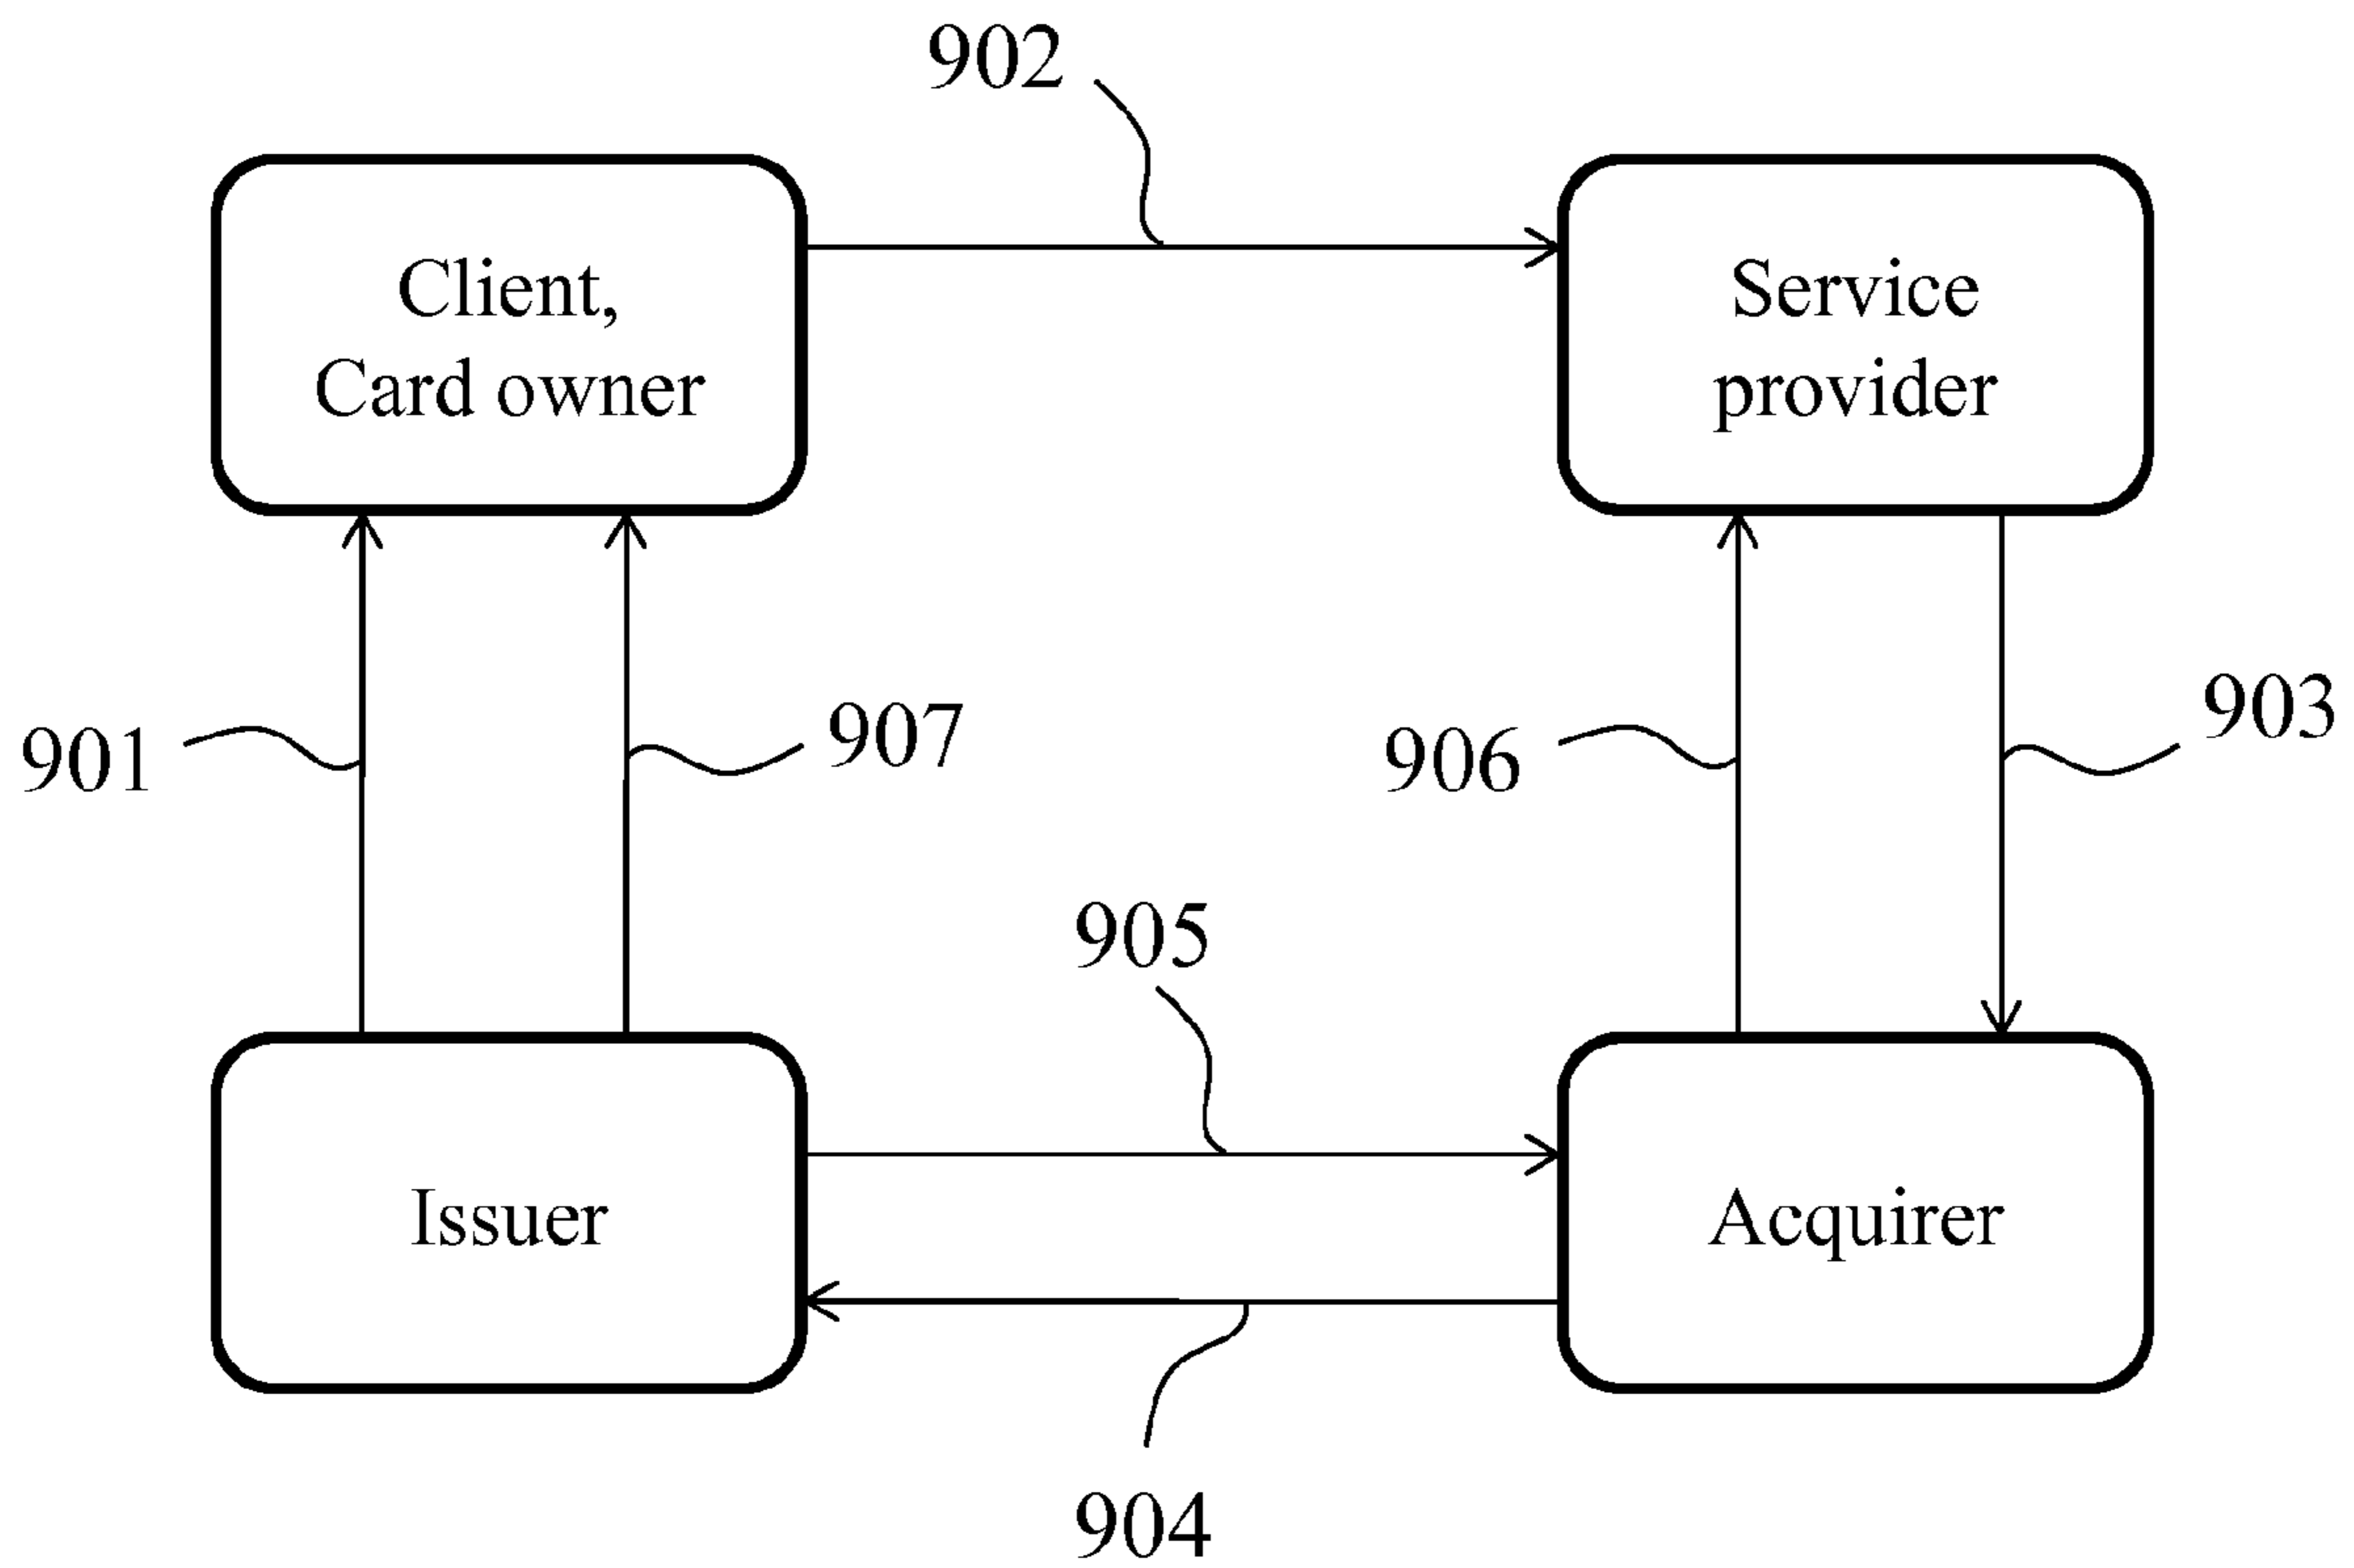 902
Client,
Card owner
Service
provider
901
907
906
903
905
Issuer
Acquirer
904